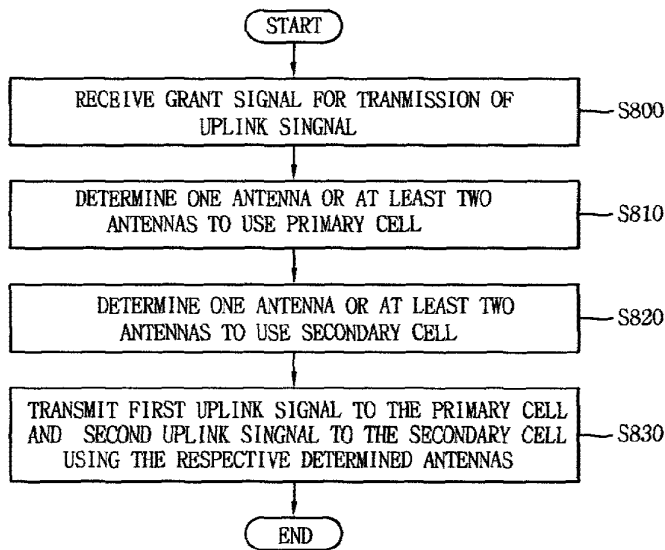 START
RECEIVE GRANT SIGNAL FOR TRANMISSION OF
UPLINK SINGNAL
S800
DETERMINE ONE ANTENNA OR AT LEAST TWO
ANTENNAS TO USE PRIMARY CELL
S810
DETERMINE ONE ANTENNA OR AT LEAST TWO
ANTENNAS TO USE SECONDARY CELL
S820
TRANSMIT FIRST UPLINK SIGNAL TO THE PRIMARY CELL
AND SECOND UPLINK SINGNAL TO THE SECONDARY CELL
USING THE RESPECTIVE DETERMINED ANTENNAS
S830
END